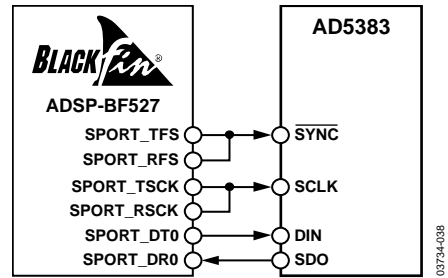 BLACKfin®
ADSP-BF527
SPORT_TFS
SPORT_RFS
SPORT_TSCK
SPORT_RSCK
SPORT_DT0
SPORT_DR0
AD5383
SYNC
SCLK
DIN
SDO
03734-038